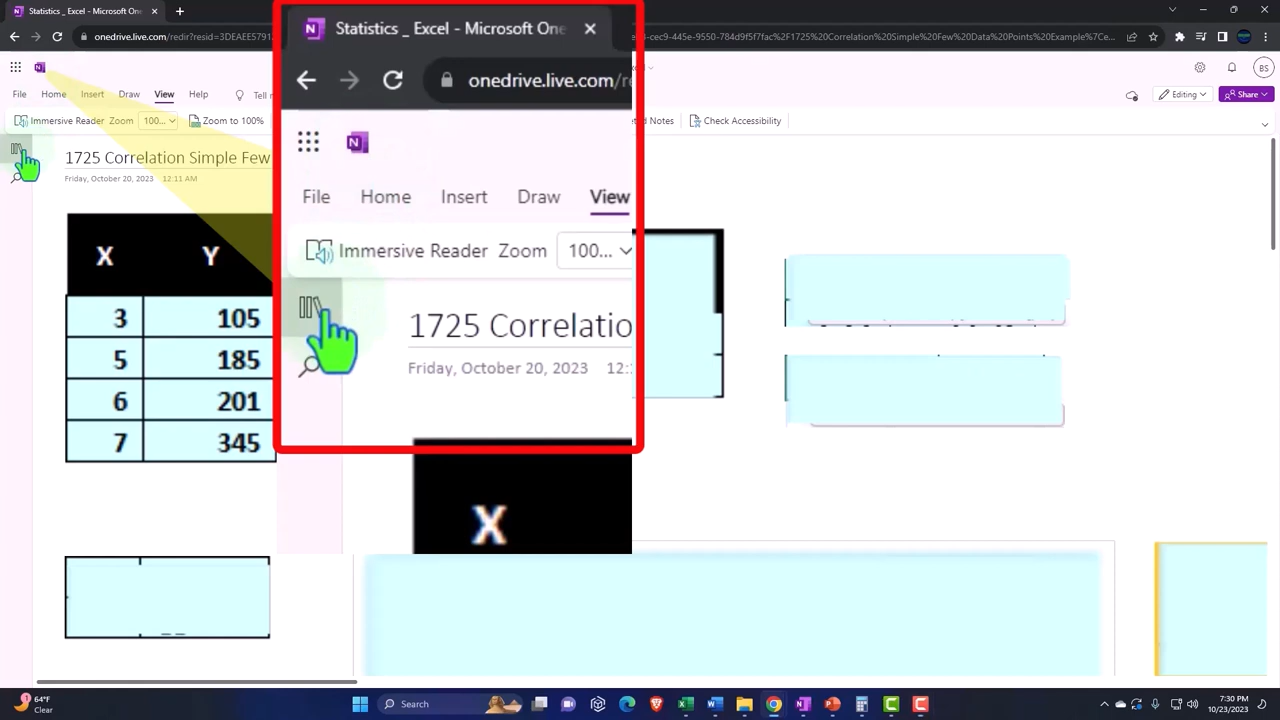 Statistics _ Excel - Microsoft One
onedrive.live.com/redir?resid=3DEAEE5791
File Home Insert Draw View Help Tell
Editing Share
BS
Immersive Reader Zoom 100... Zoom to 100%
Notes Check Accessibility
1725 Correlation Simple Few
Friday, October 20, 2023 12:11 AM
X Y
3 105
5 185
6 201
7 345
Statistics _ Excel - Microsoft One
onedrive.live.com/
File Home Insert Draw View
Immersive Reader Zoom 100...
1725 Correlatio
Friday, October 20, 2023 12:
X
64°F
Clear
Search
7:30 PM
10/23/2023